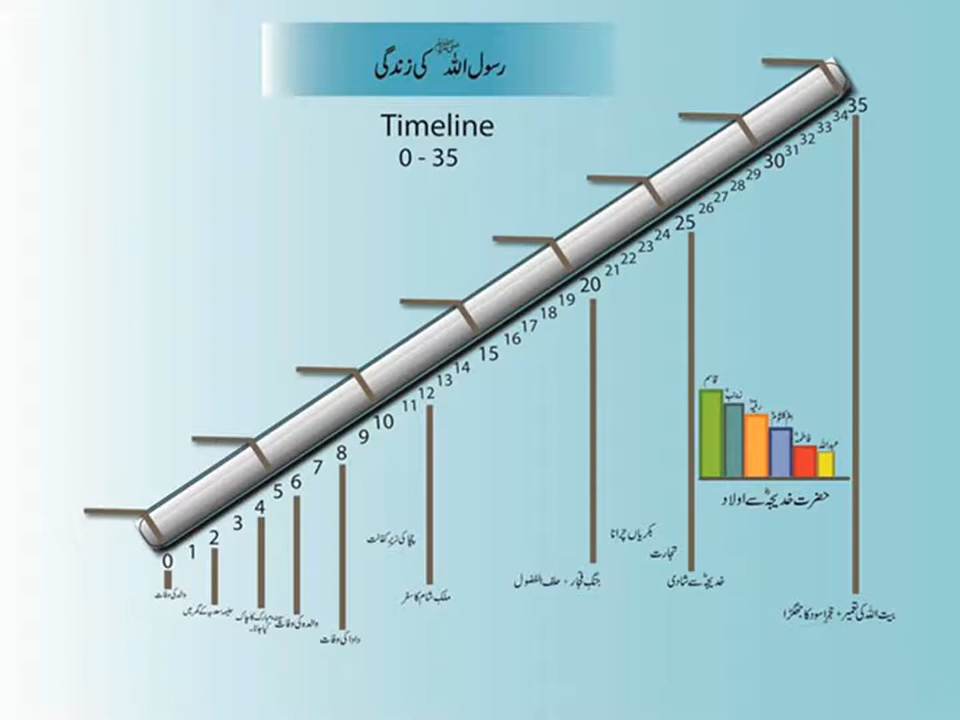 رسول اللہ ﷺ کی زندگی
Timeline
0 - 35
0
1
2
3
4
5
6
7
8
9
10
11
12
13
14
15
16
17
18
19
20
21
22
23
24
25
26
27
28
29
30
31
32
33
34
35
والد کی وفات
حلیمہ سعدیہ کے گھر میں
مبارک کا چاک
کیا جانا۔
والدہ کی وفات
دادا کی وفات
چچا کی زیر کفالت
ملک شام کا سفر
جنگ فجار + حلف الفضول
بکریاں چرانا
تجارت
خدیجہؓ سے شادی
قاسم
زینبؓ
رقیہؓ
ام کلثومؓ
فاطمہؓ
عبداللہ
حضرت خدیجہؓ سے اولاد
بیت اللہ کی تعمیر + حجر اسود کا جھگڑا